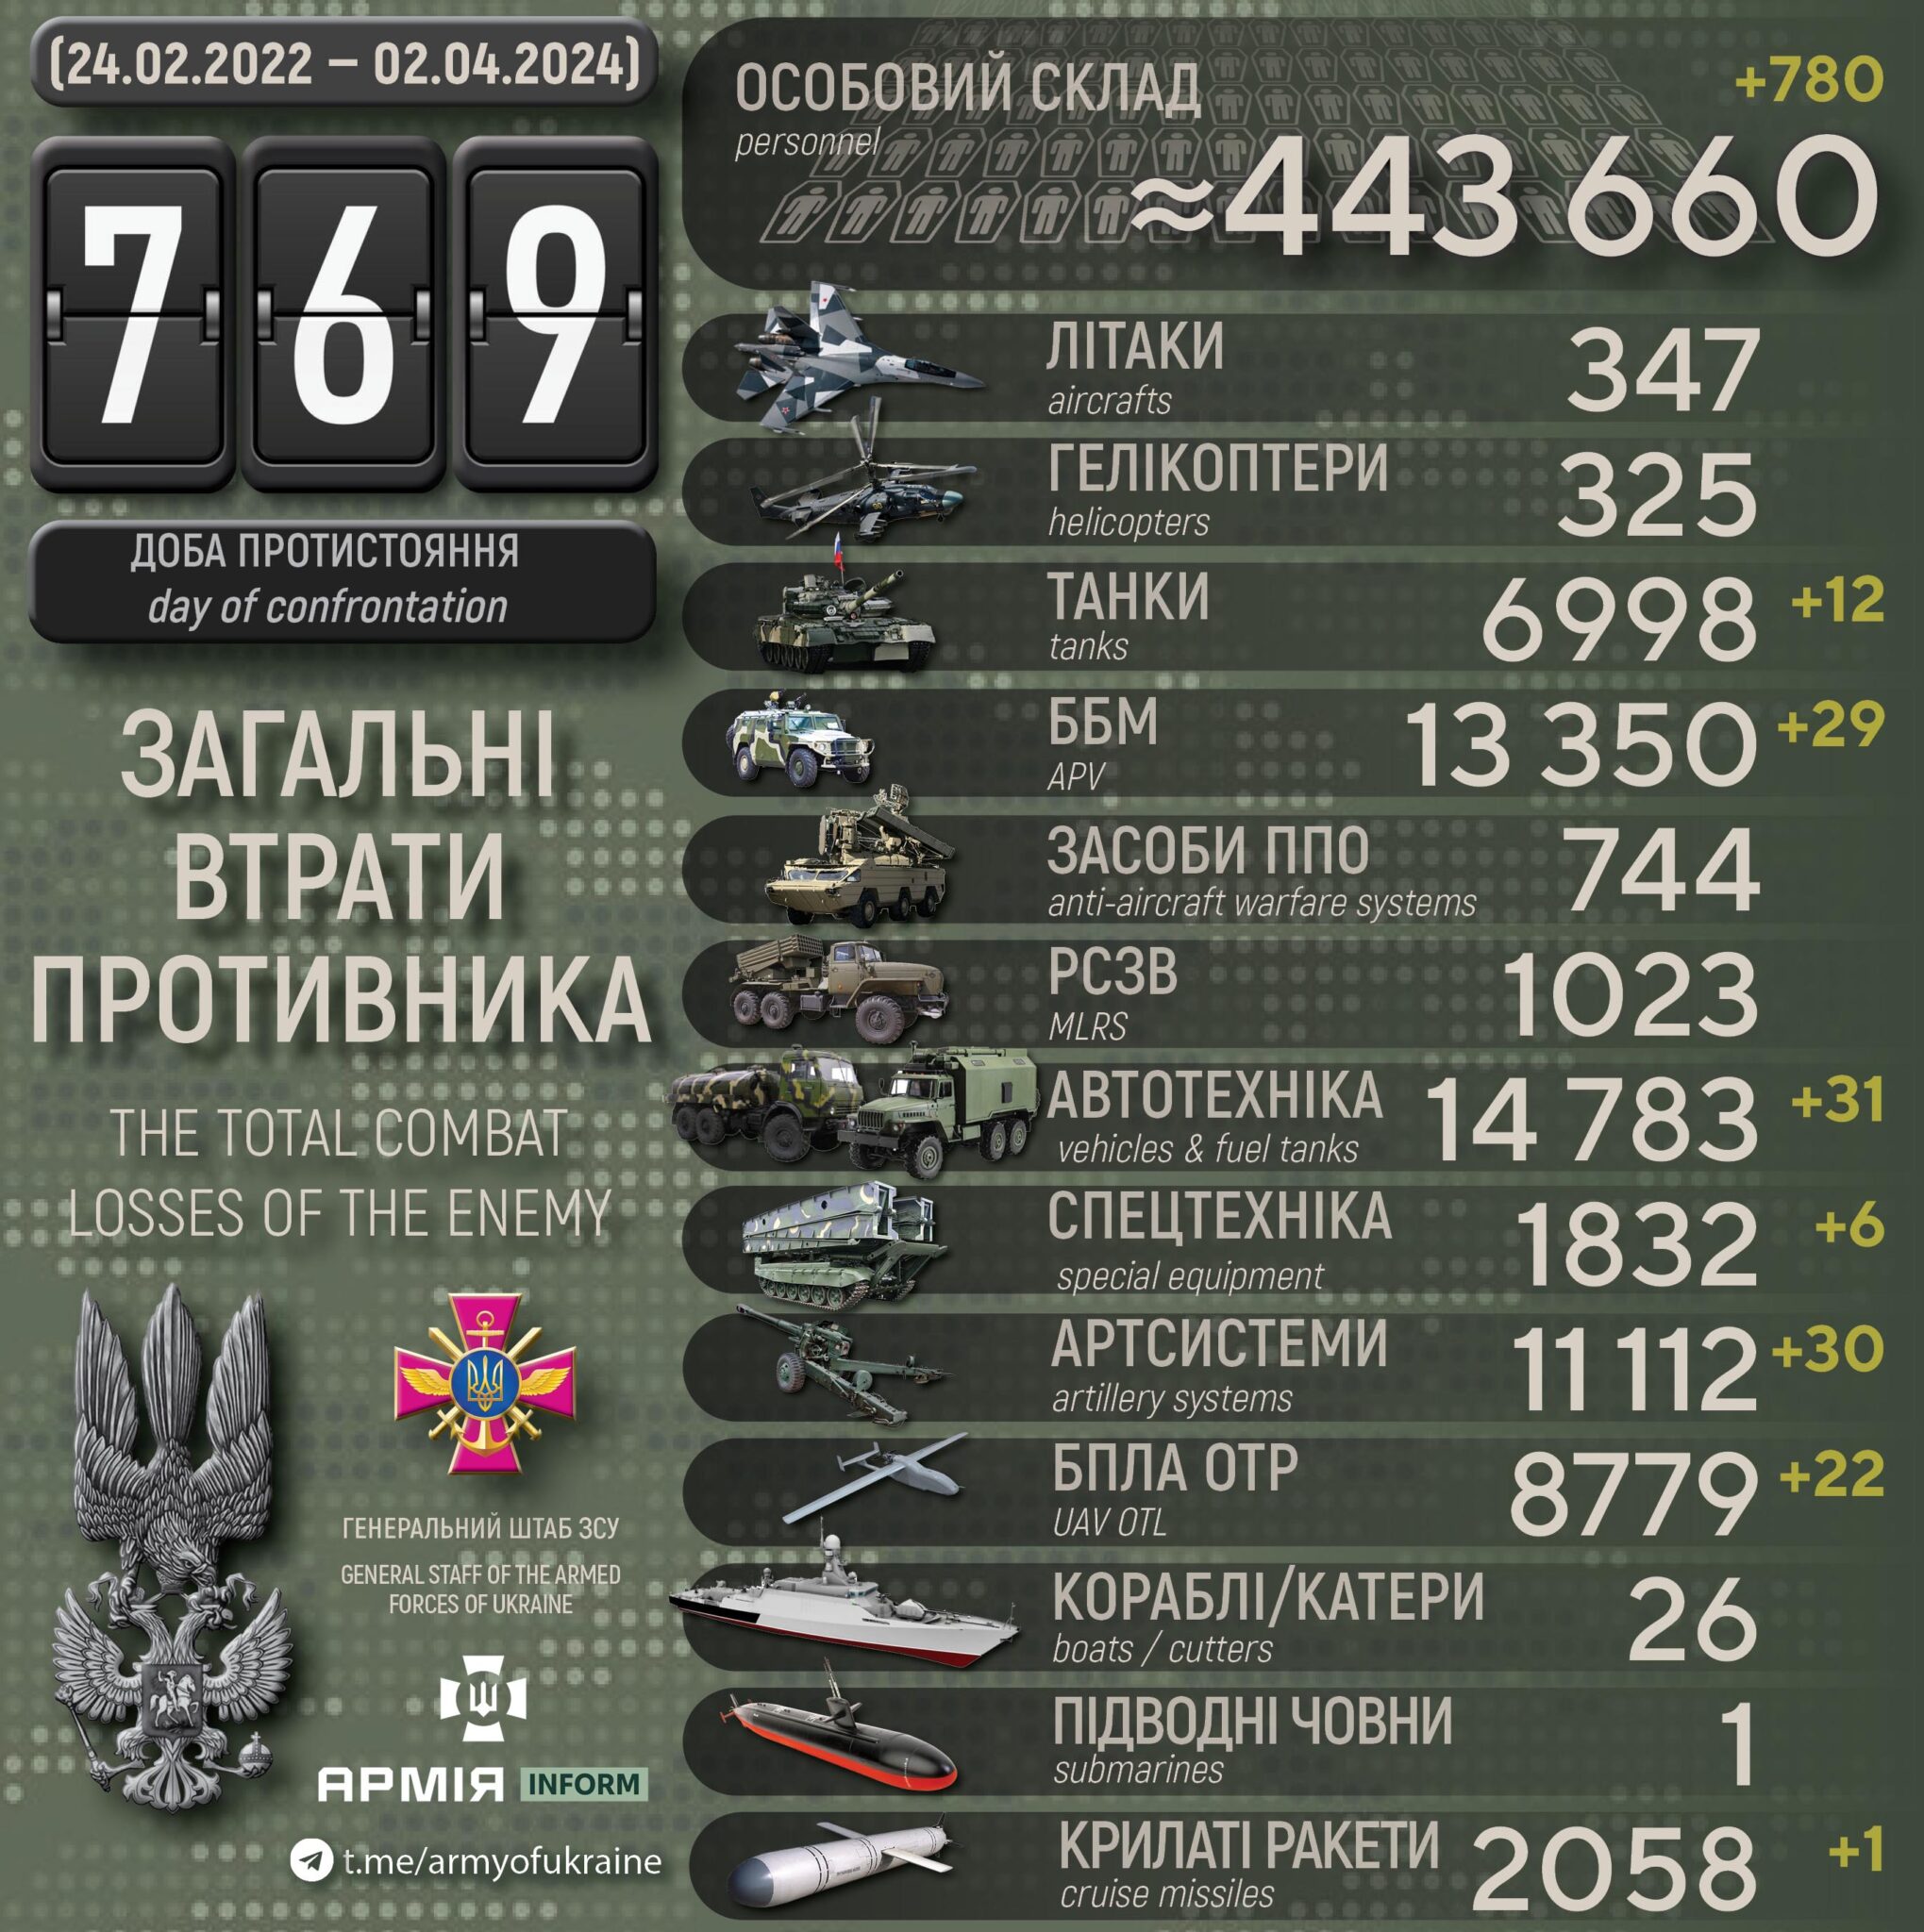 (24.02.2022 – 02.04.2024)
769
ДОБА ПРОТИСТОЯННЯ
day of confrontation
ЗАГАЛЬНІ
ВТРАТИ
ПРОТИВНИКА
THE TOTAL COMBAT
LOSSES OF THE ENEMY
ГЕНЕРАЛЬНИЙ ШТАБ ЗСУ
GENERAL STAFF OF THE ARMED
FORCES OF UKRAINE
АРМІЯ INFORM
t.me/armyofukraine
ОСОБОВИЙ СКЛАД +780
personnel
≈443 660
ЛІТАКИ 347
aircrafts
ГЕЛІКОПТЕРИ 325
helicopters
ТАНКИ 6998 +12
tanks
ББМ 13 350 +29
APV
ЗАСОБИ ППО 744
anti-aircraft warfare systems
РСЗВ 1023
MLRS
АВТОТЕХНІКА 14 783 +31
vehicles & fuel tanks
СПЕЦТЕХНІКА 1832 +6
special equipment
АРТСИСТЕМИ 11 112 +30
artillery systems
БПЛА ОТР 8779 +22
UAV OTL
КОРАБЛІ/КАТЕРИ 26
boats / cutters
ПІДВОДНІ ЧОВНИ 1
submarines
КРИЛАТІ РАКЕТИ 2058 +1
cruise missiles